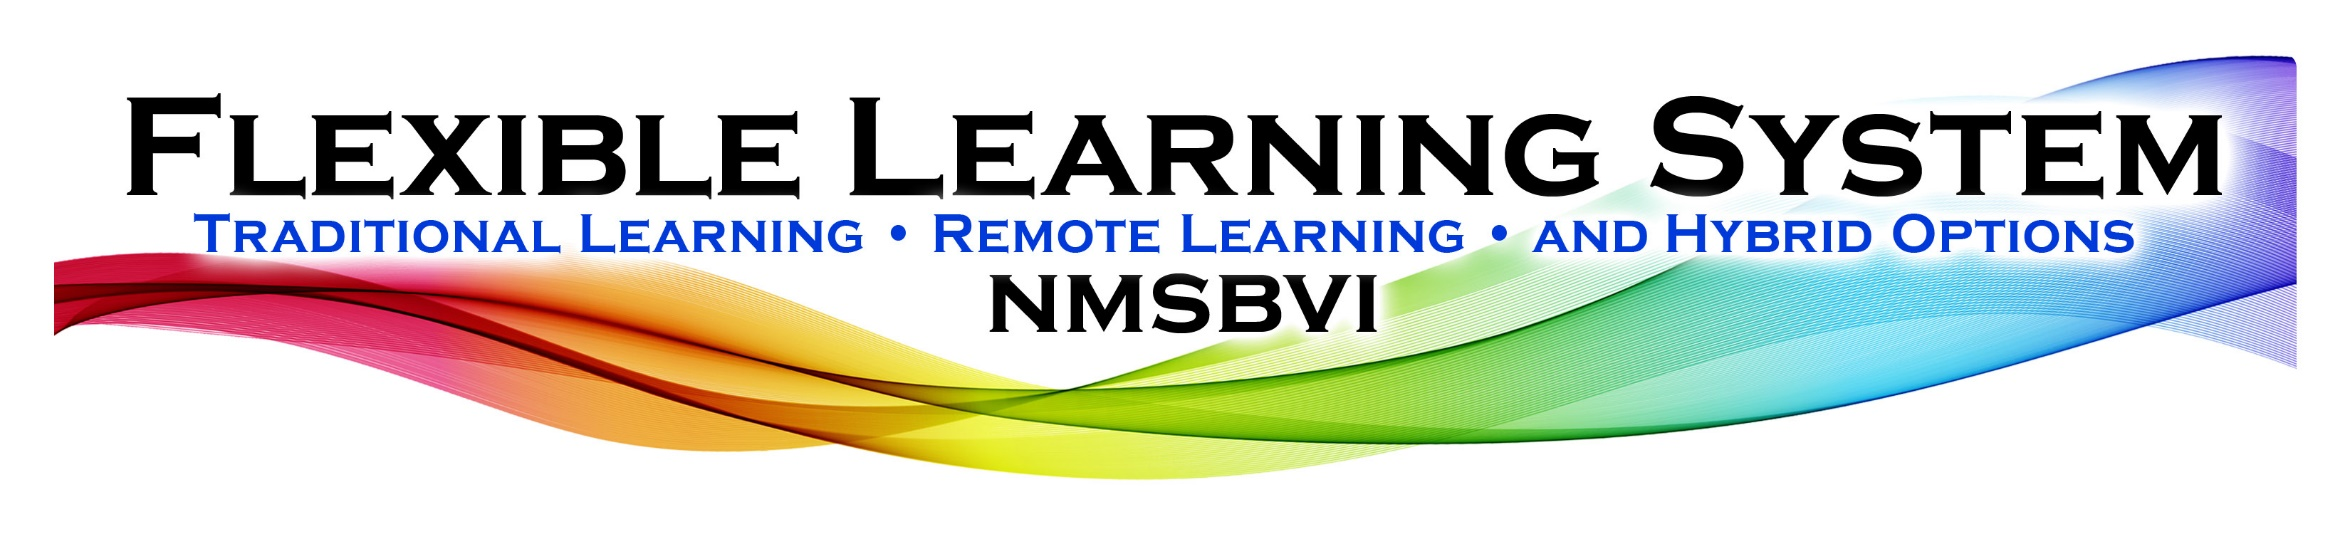 Flexible Learning System
Traditional Learning • Remote Learning • and Hybrid Options
NMSBVI